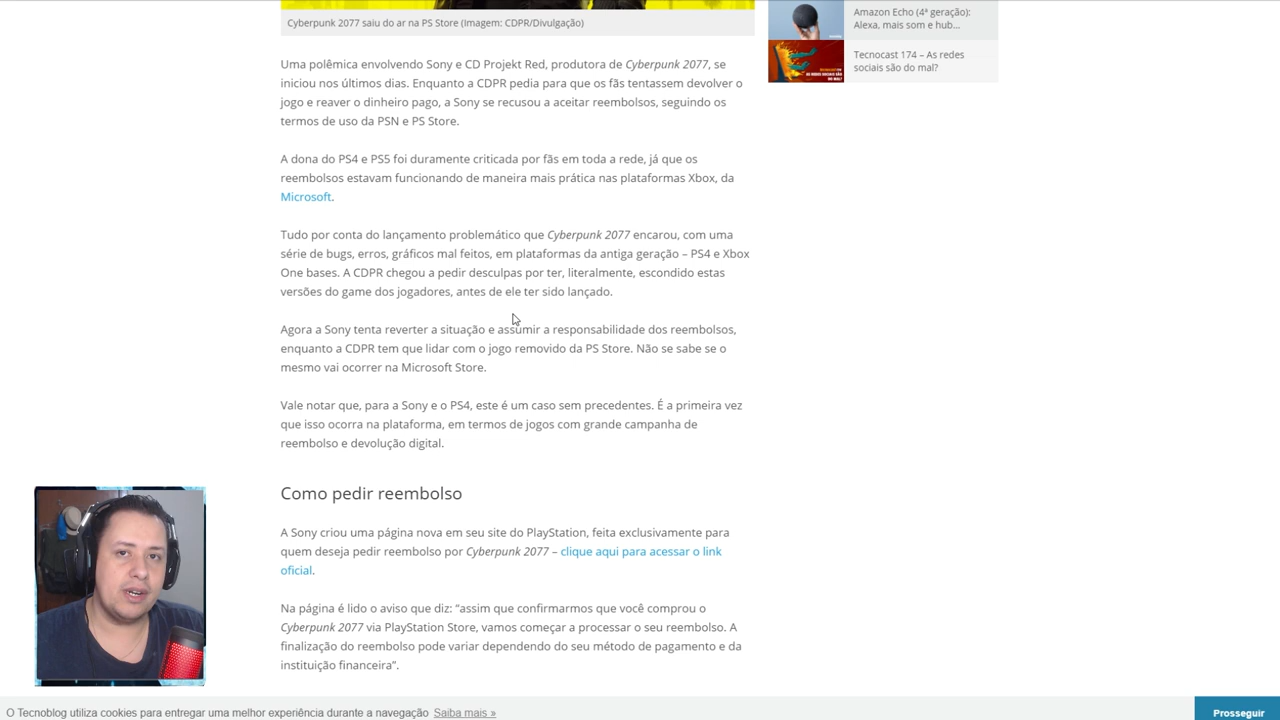 Cyberpunk 2077 saiu do ar na PS Store (Imagem: CDPR/Divulgação)
Uma polêmica envolvendo Sony e CD Projekt Red, produtora de Cyberpunk 2077, se
iniciou nos últimos dias. Enquanto a CDPR pedia para que os fãs tentassem devolver o
jogo e reaver o dinheiro pago, a Sony se recusou a aceitar reembolsos, seguindo os
termos de uso da PSN e PS Store.
A dona do PS4 e PS5 foi duramente criticada por fãs em toda a rede, já que os
reembolsos estavam funcionando de maneira mais prática nas plataformas Xbox, da
Microsoft.
Tudo por conta do lançamento problemático que Cyberpunk 2077 encarou, com uma
série de bugs, erros, gráficos mal feitos, em plataformas da antiga geração – PS4 e Xbox
One bases. A CDPR chegou a pedir desculpas por ter, literalmente, escondido estas
versões do game dos jogadores, antes de ele ter sido lançado.
Agora a Sony tenta reverter a situação e assumir a responsabilidade dos reembolsos,
enquanto a CDPR tem que lidar com o jogo removido da PS Store. Não se sabe se o
mesmo vai ocorrer na Microsoft Store.
Vale notar que, para a Sony e o PS4, este é um caso sem precedentes. É a primeira vez
que isso ocorra na plataforma, em termos de jogos com grande campanha de
reembolso e devolução digital.
Como pedir reembolso
A Sony criou uma página nova em seu site do PlayStation, feita exclusivamente para
quem deseja pedir reembolso por Cyberpunk 2077 – clique aqui para acessar o link
oficial.
Na página é lido o aviso que diz: “assim que confirmarmos que você comprou o
Cyberpunk 2077 via PlayStation Store, vamos começar a processar o seu reembolso. A
finalização do reembolso pode variar dependendo do seu método de pagamento e da
instituição financeira”.
Amazon Echo (4ª geração):
Alexa, mais som e hub...
Tecnocast 174 – As redes
sociais são do mal?
O Tecnoblog utiliza cookies para entregar uma melhor experiência durante a navegação Saiba mais »
Prosseguir